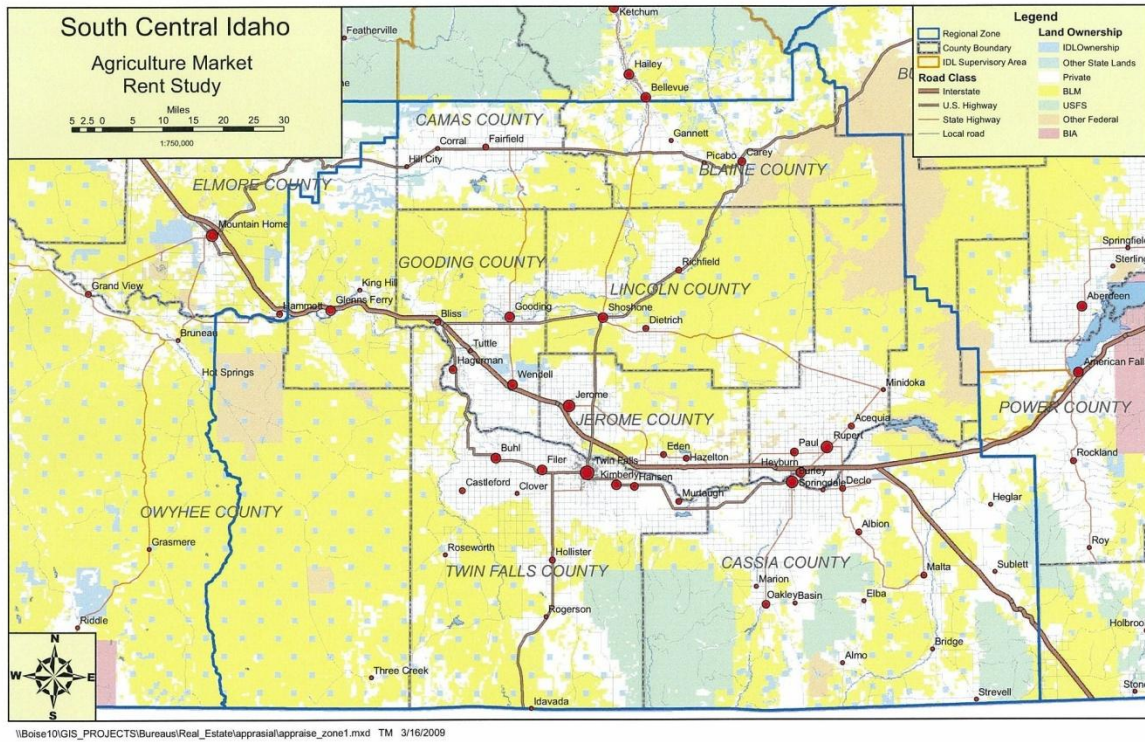 South Central Idaho
Agriculture Market
Rent Study
Miles
5 2.5 0 5 10 15 20 25 30
1:750,000
Legend
Regional Zone
County Boundary
IDL Supervisory Area
Road Class
Interstate
U.S. Highway
State Highway
Local road
Land Ownership
IDLOwnership
Other State Lands
Private
BLM
USFS
Other Federal
BIA
Ketchum
Featherville
Hailey
Bellevue
CAMAS COUNTY
Gannett
Corral
Fairfield
Hill City
Picabo
Carey
BLAINE COUNTY
ELMORE COUNTY
Mountain Home
Springfield
Sterling
GOODING COUNTY
Richfield
King Hill
LINCOLN COUNTY
Grand View
Hammott
Glenns Ferry
Bliss
Gooding
Shoshone
Dietrich
Aberdeen
Bruneau
Tuttle
Hagerman
Hot Springs
Wendell
American Fall
Minidoka
Jerome
JEROME COUNTY
POWER COUNTY
Acequia
Paul
Rupert
Buhl
Eden
Hazelton
Filer
Twin Falls
Heyburn
Burley
Rockland
Kimberly
Hansen
Springdale
Declo
Castleford
Clover
Murtaugh
Heglar
OWYHEE COUNTY
Albion
Grasmere
Roseworth
Hollister
Roy
TWIN FALLS COUNTY
CASSIA COUNTY
Malta
Sublett
Marion
Oakley
Basin
Elba
Rogerson
Riddle
Holbroo
Bridge
Almo
Three Creek
Strevell
Stone
Idavada
N
W E
S
\\Boise10\GIS_PROJECTS\Bureaus\Real_Estate\apprasial\appraise_zone1.mxd TM 3/16/2009